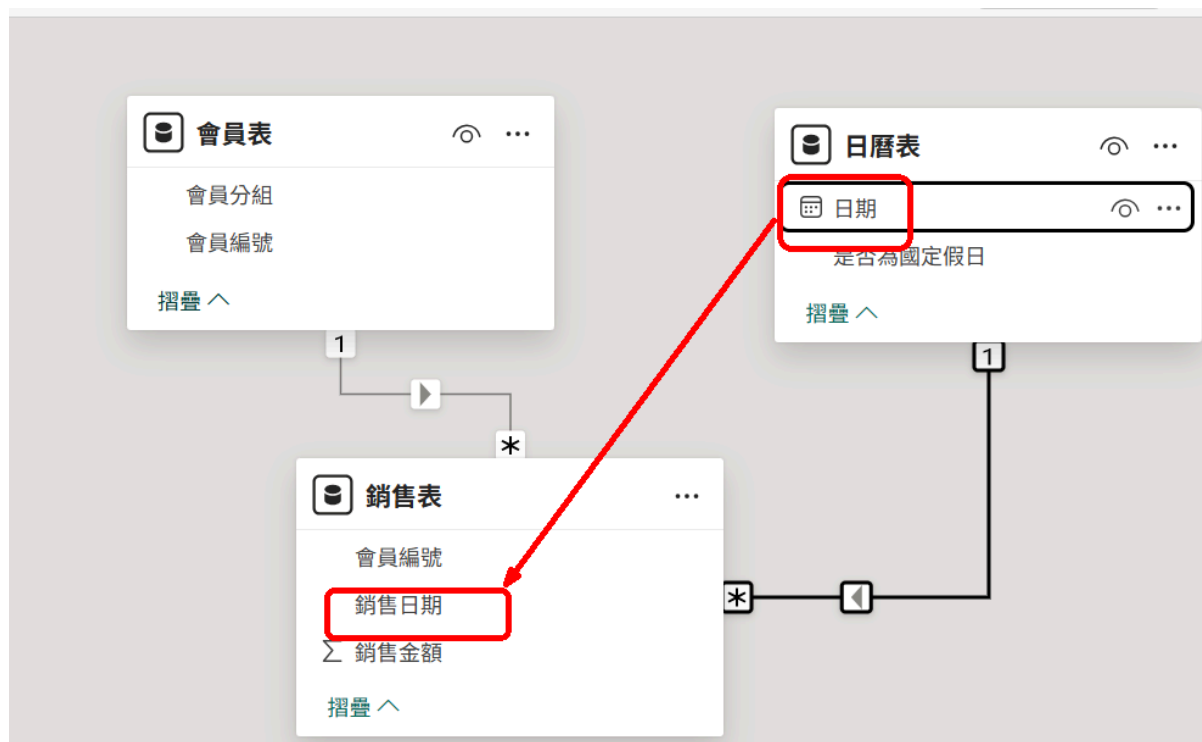 會員表
會員分組
會員編號
摺疊
1
*
日曆表
日期
是否為國定假日
摺疊
1
銷售表
會員編號
銷售日期
Σ 銷售金額
摺疊
*